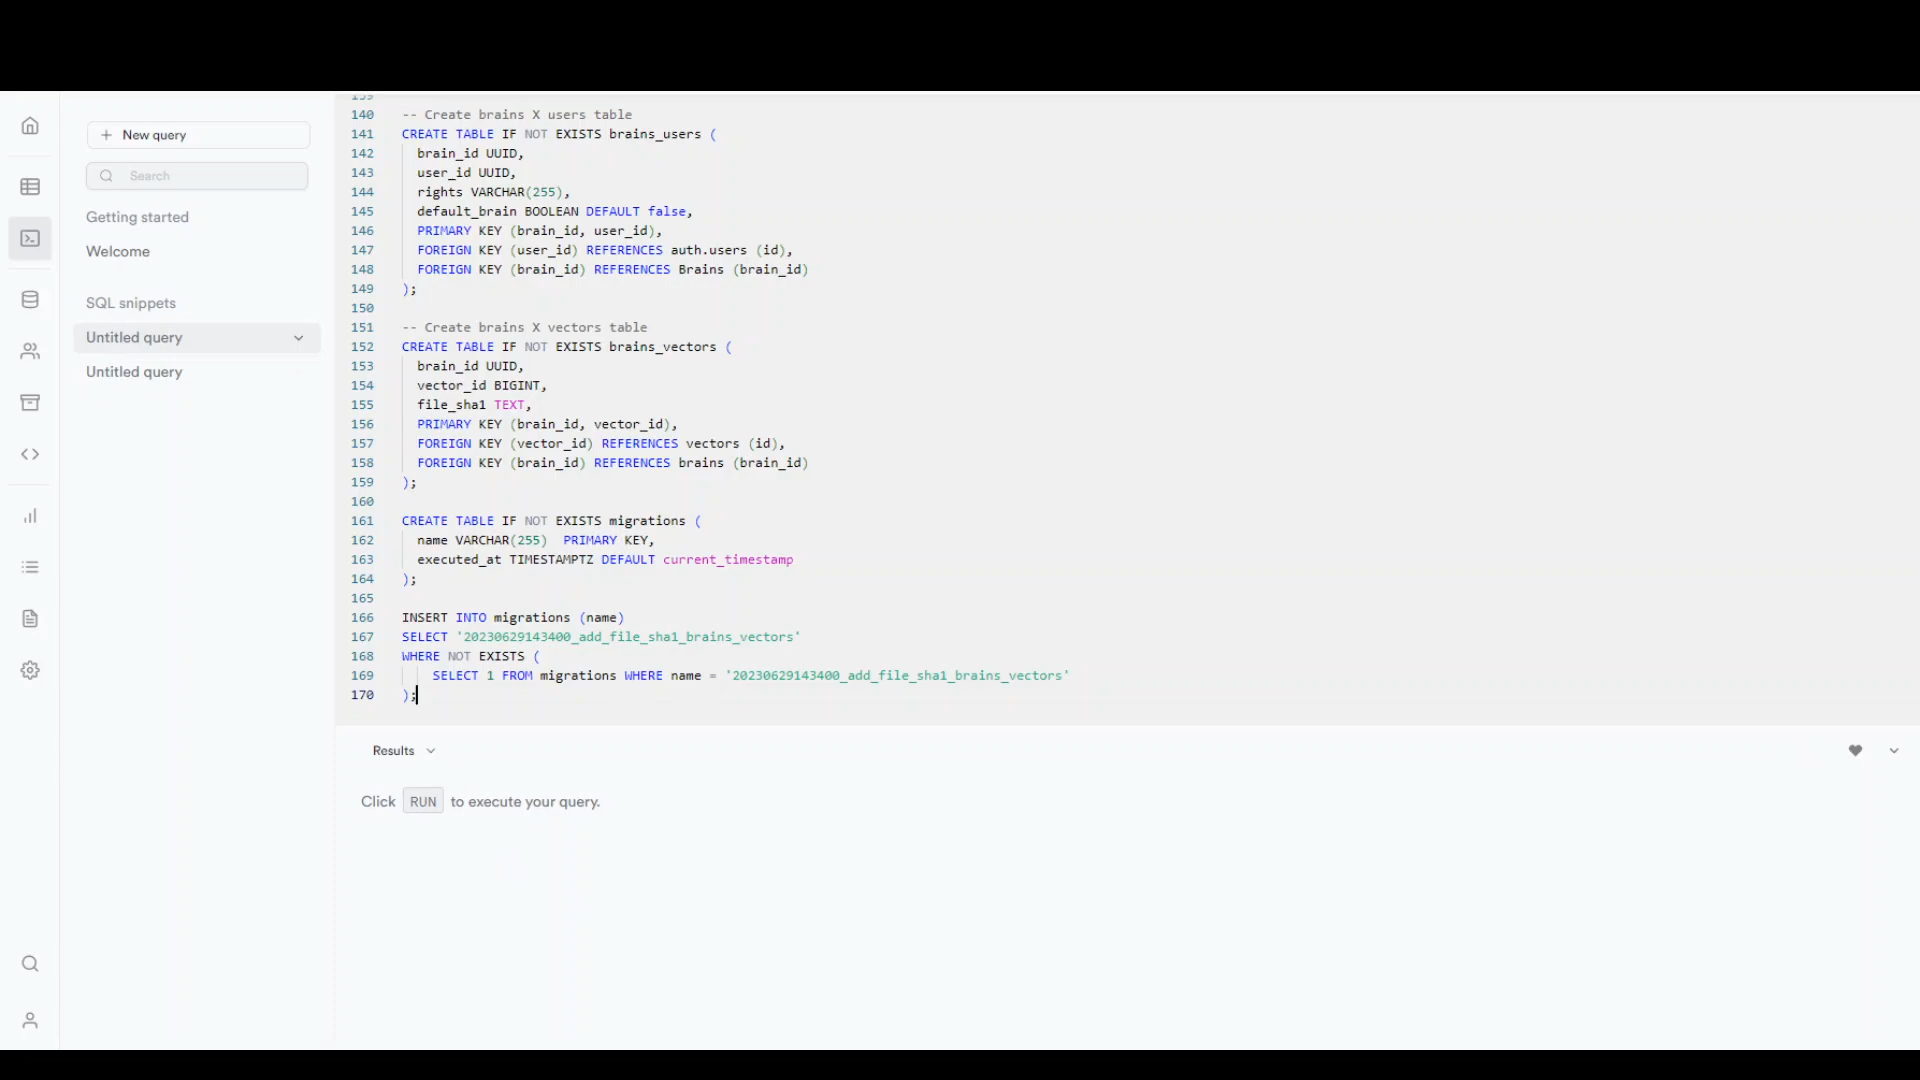 New query
Search
Getting started
Welcome
SQL snippets
Untitled query
Untitled query
139
140 -- Create brains X users table
141 CREATE TABLE IF NOT EXISTS brains_users (
142 brain_id UUID,
143 user_id UUID,
144 rights VARCHAR(255),
145 default_brain BOOLEAN DEFAULT false,
146 PRIMARY KEY (brain_id, user_id),
147 FOREIGN KEY (user_id) REFERENCES auth.users (id),
148 FOREIGN KEY (brain_id) REFERENCES Brains (brain_id)
149 );
150
151 -- Create brains X vectors table
152 CREATE TABLE IF NOT EXISTS brains_vectors (
153 brain_id UUID,
154 vector_id BIGINT,
155 file_sha1 TEXT,
156 PRIMARY KEY (brain_id, vector_id),
157 FOREIGN KEY (vector_id) REFERENCES vectors (id),
158 FOREIGN KEY (brain_id) REFERENCES brains (brain_id)
159 );
160
161 CREATE TABLE IF NOT EXISTS migrations (
162 name VARCHAR(255)  PRIMARY KEY,
163 executed_at TIMESTAMPTZ DEFAULT current_timestamp
164 );
165
166 INSERT INTO migrations (name)
167 SELECT '20230629143400_add_file_sha1_brains_vectors'
168 WHERE NOT EXISTS (
169 SELECT 1 FROM migrations WHERE name = '20230629143400_add_file_sha1_brains_vectors'
170 );
Results
Click RUN to execute your query.